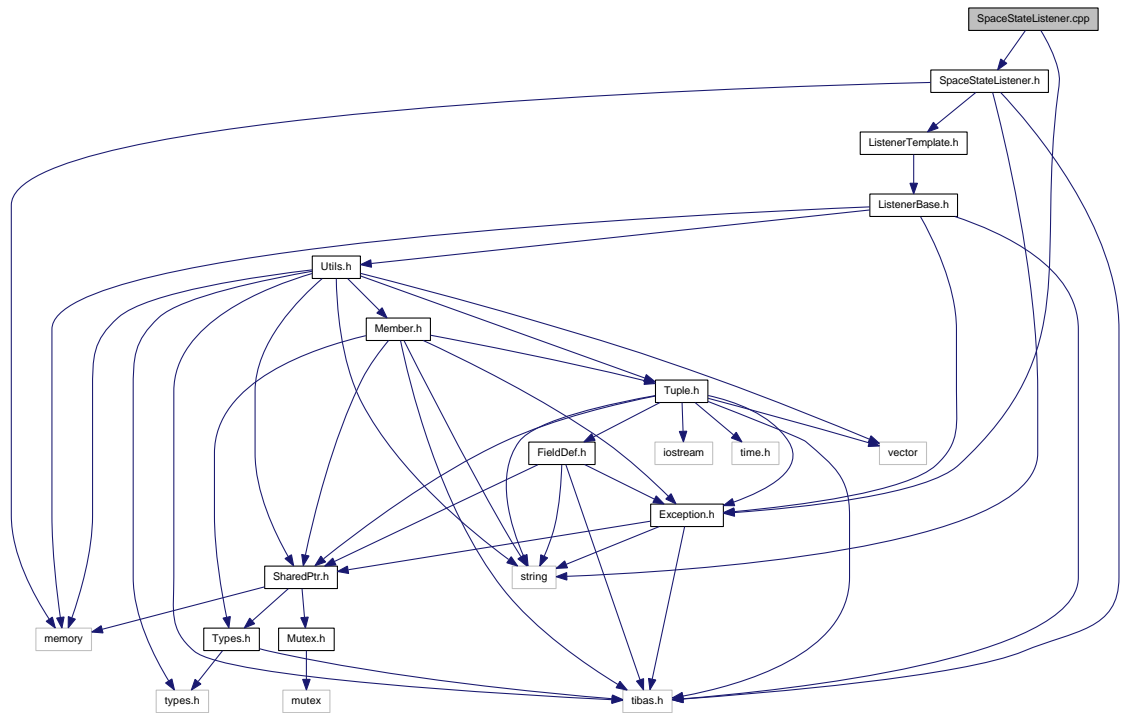 SpaceStateListener.cpp
SpaceStateListener.h
ListenerTemplate.h
ListenerBase.h
Utils.h
Member.h
Tuple.h
FieldDef.h
iostream
time.h
vector
Exception.h
SharedPtr.h
string
memory
Types.h
Mutex.h
types.h
mutex
tibas.h